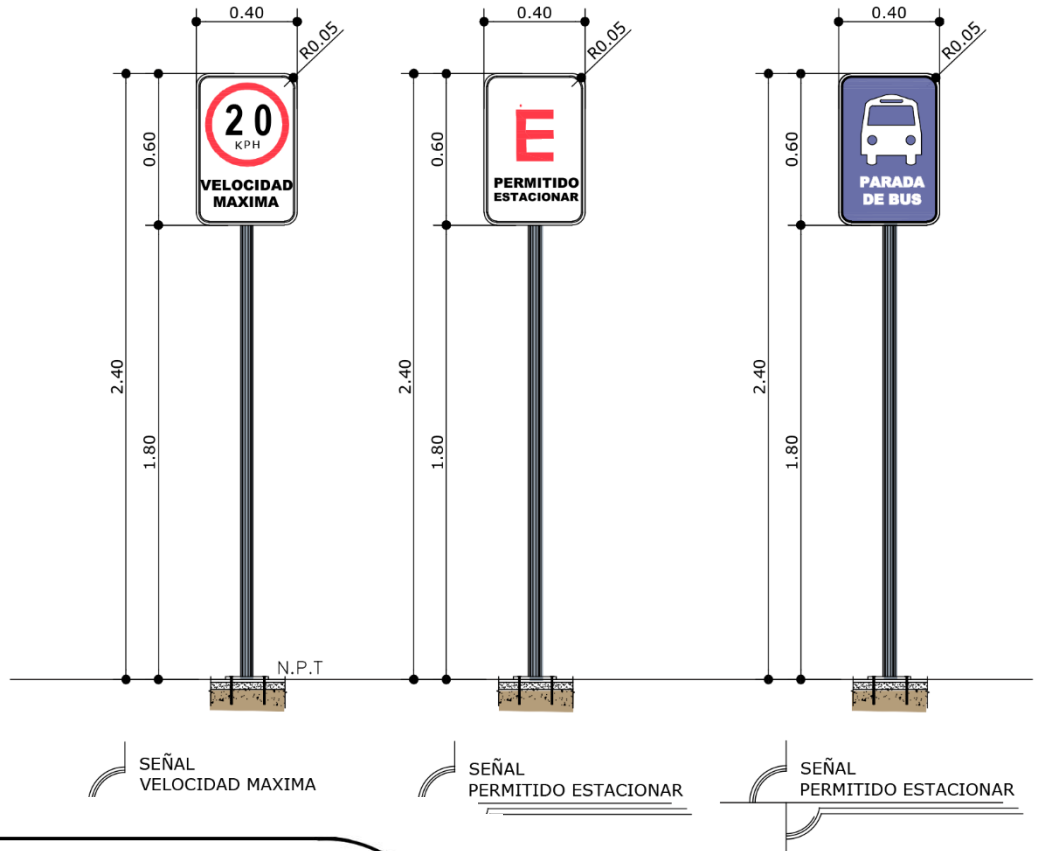 0.40
R0.05
0.60
20
KPH
VELOCIDAD
MAXIMA
2.40
1.80
N.P.T
SEÑAL
VELOCIDAD MAXIMA
0.40
R0.05
0.60
E
PERMITIDO
ESTACIONAR
2.40
1.80
SEÑAL
PERMITIDO ESTACIONAR
0.40
R0.05
0.60
PARADA
DE BUS
2.40
1.80
SEÑAL
PERMITIDO ESTACIONAR